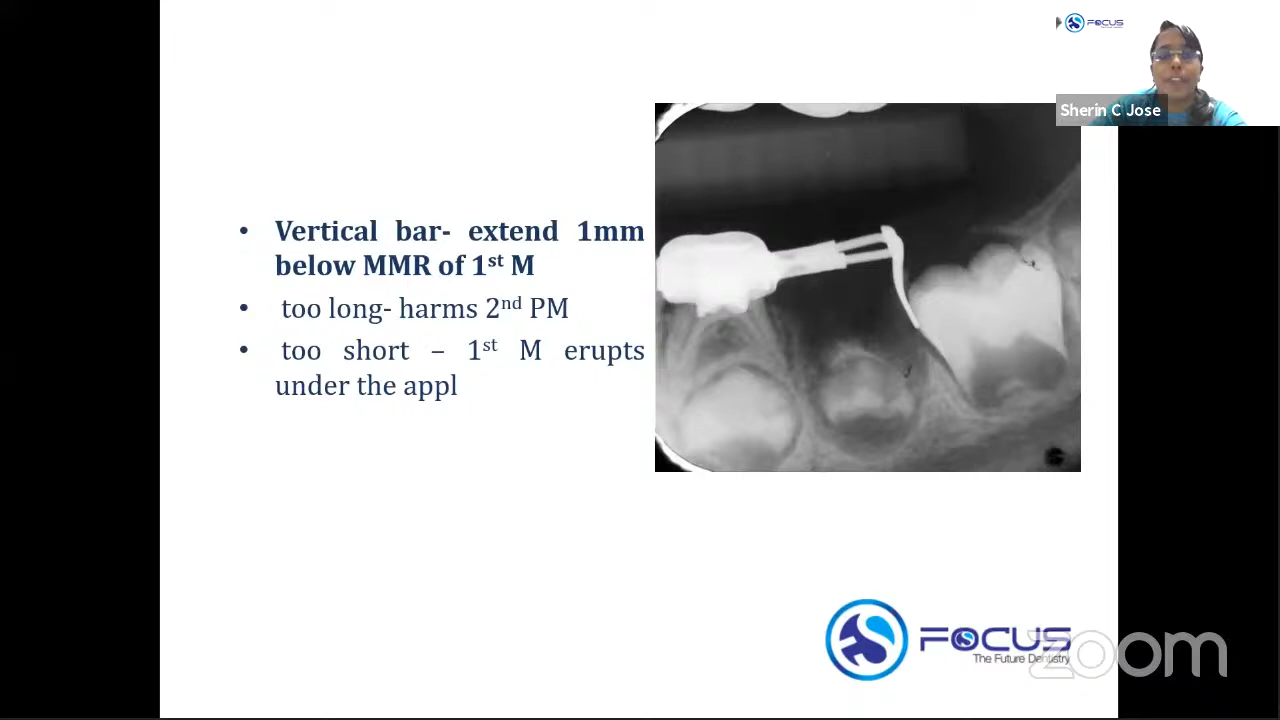 FOCUS
Sherin C Jose
• Vertical bar- extend 1mm
below MMR of 1st M
• too long- harms 2nd PM
• too short – 1st M erupts
under the appl
FOCUS
The Future Dentistry
zoom